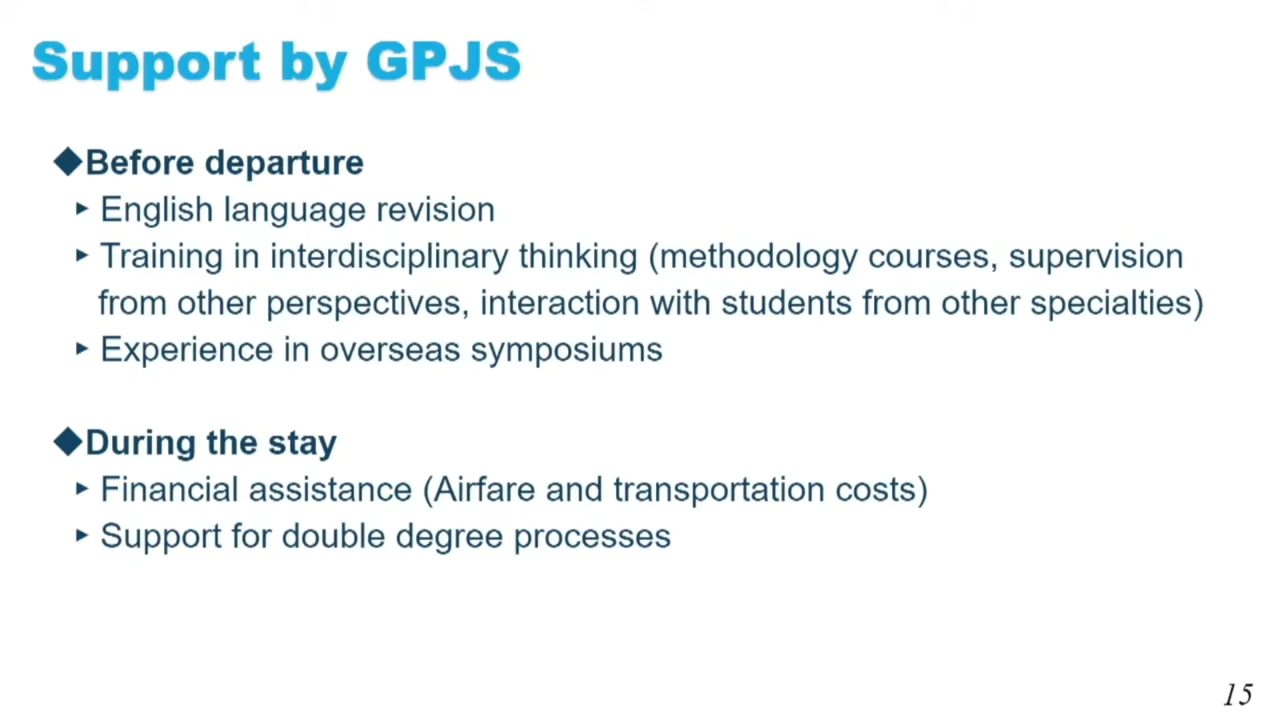 Support by GPJS
◆Before departure
▸ English language revision
▸ Training in interdisciplinary thinking (methodology courses, supervision
from other perspectives, interaction with students from other specialties)
▸ Experience in overseas symposiums
◆During the stay
▸ Financial assistance (Airfare and transportation costs)
▸ Support for double degree processes
15